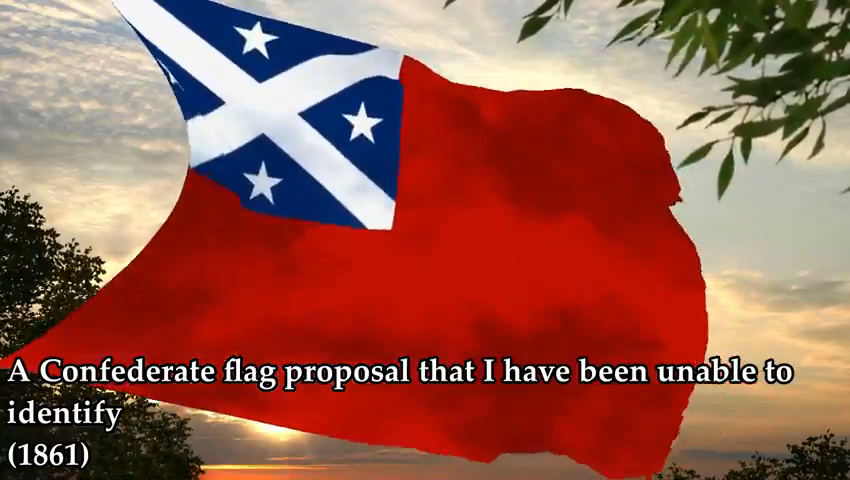 A Confederate flag proposal that I have been unable to
identify
(1861)